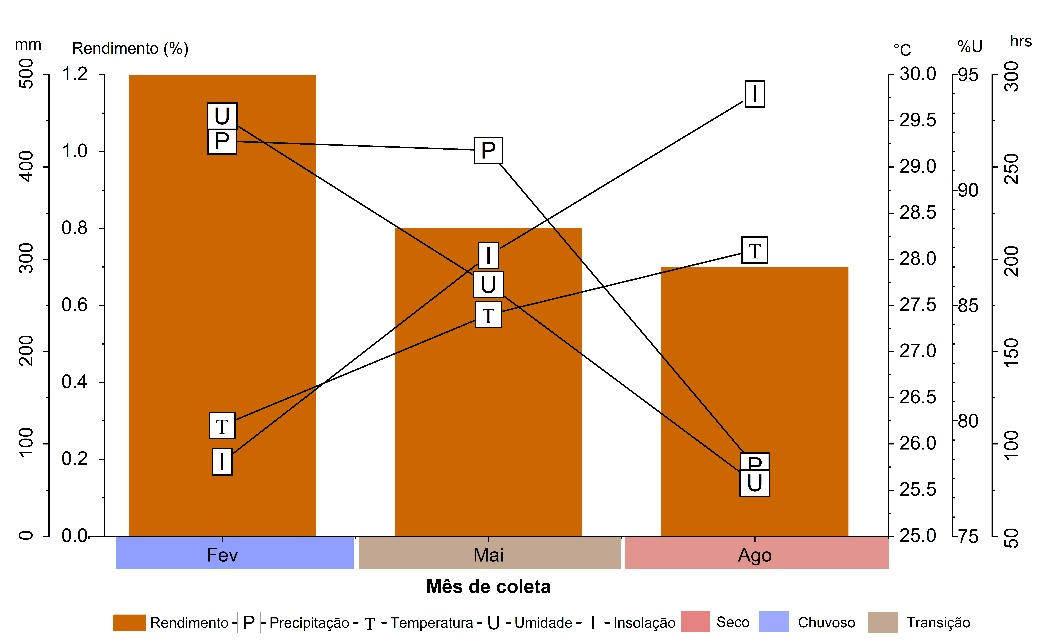 mm Rendimento (%) °C %U hrs
500 1.2 30.0 95 300
U 29.5 I
P 1.0 P
400 29.0 250
90
0.8 28.5
I T
300 28.0 200
U
0.6 T 27.5 85
200 27.0 150
0.4 26.5
T 80
100 26.0 100
I 0.2 P
U 25.5
0 0.0 25.0 75 50
Fev Mai Ago
Mês de coleta
Rendimento P Precipitação T Temperatura U Umidade I Insolação Seco Chuvoso Transição